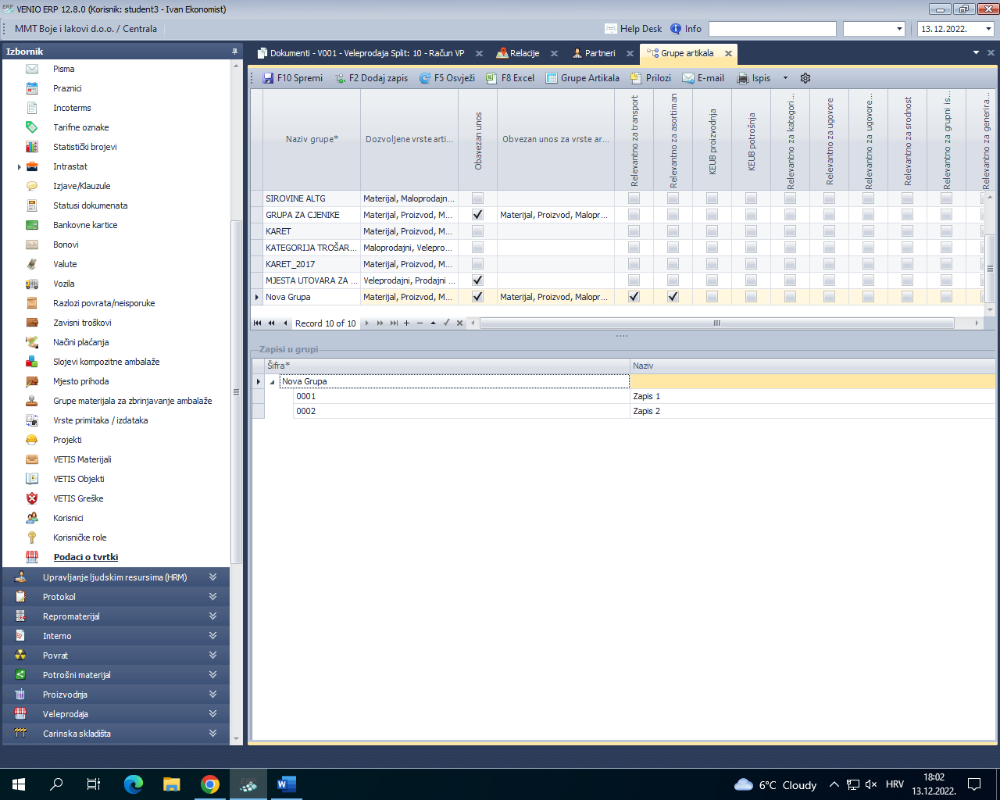 VENIO ERP 12.8.0 (Korisnik: student3 - Ivan Ekonomist)
MMT Boje i lakovi d.o.o. / Centrala
Help Desk
Info
13.12.2022.
Izbornik
Pisma
Praznici
Incoterms
Tarifne oznake
Statistički brojevi
Intrastat
Izjave/Klauzule
Statusi dokumenata
Bankovne kartice
Bonovi
Valute
Vozila
Razlozi povrata/neisporuke
Zavisni troškovi
Načini plaćanja
Slojevi kompozitne ambalaže
Mjesto prihoda
Grupe materijala za zbrinjavanje ambalaže
Vrste primitaka / izdataka
Projekti
VETIS Materijali
VETIS Objekti
VETIS Greške
Korisnici
Korisničke role
Podaci o tvrtki
Upravljanje ljudskim resursima (HRM)
Protokol
Repromaterijal
Interno
Povrat
Potrošni materijal
Proizvodnja
Veleprodaja
Carinska skladišta
Dokumenti - V001 - Veleprodaja Split: 10 - Račun VP
Relacije
Partneri
Grupe artikala
F10 Spremi
F2 Dodaj zapis
F5 Osvježi
F8 Excel
Grupe Artikala
Prilozi
E-mail
Ispis
Naziv grupe*
Dozvoljene vrste arti...
Obavezan unos
Obvezan unos za vrste ar...
Relevantno za transport
Relevantno za asortiman
KEUB proizvodnja
KEUB potrošnja
Relevantno za kategori...
Relevantno za ugovore
Relevantno za ugovore...
Relevantno za srodnost
Relevantno za grupni is...
Relevantno za generira...
SIROVINE ALTG Materijal, Maloprodajn...
GRUPA ZA CJENIKE Materijal, Proizvod, M... Materijal, Proizvod, Malopr...
KARET Materijal, Proizvod, M...
KATEGORIJA TROŠAR... Maloprodajni, Velepro...
KARET_2017 Materijal, Proizvod, M...
MJESTA UTOVARA ZA ... Veleprodajni, Prodajni ...
Nova Grupa Materijal, Proizvod, M... Materijal, Proizvod, Malopr...
Record 10 of 10
Zapisi u grupi
Šifra* Naziv
Nova Grupa
0001 Zapis 1
0002 Zapis 2
6°C Cloudy
HRV
18:02
13.12.2022.